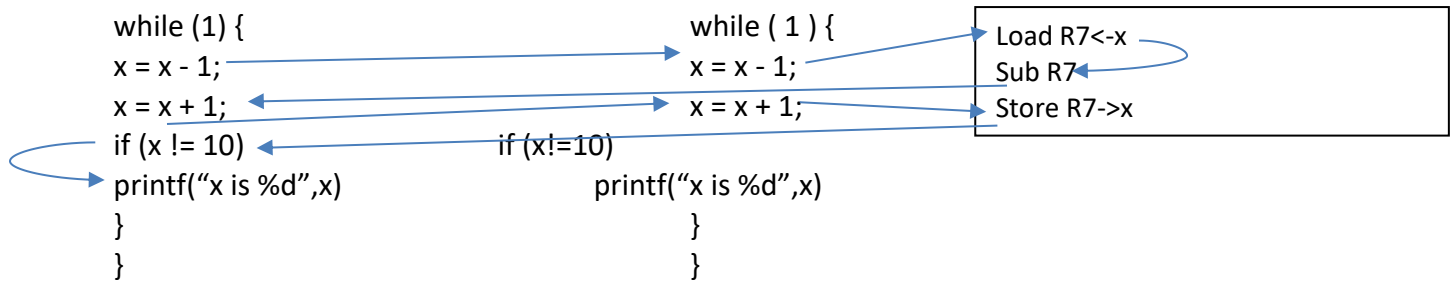 while (1) { while ( 1 ) { Load R7<-x
x = x - 1; x = x - 1; Sub R7
x = x + 1; x = x + 1; Store R7->x
if (x != 10) if (x!=10)
printf(“x is %d”,x) printf(“x is %d”,x)
} }
} }